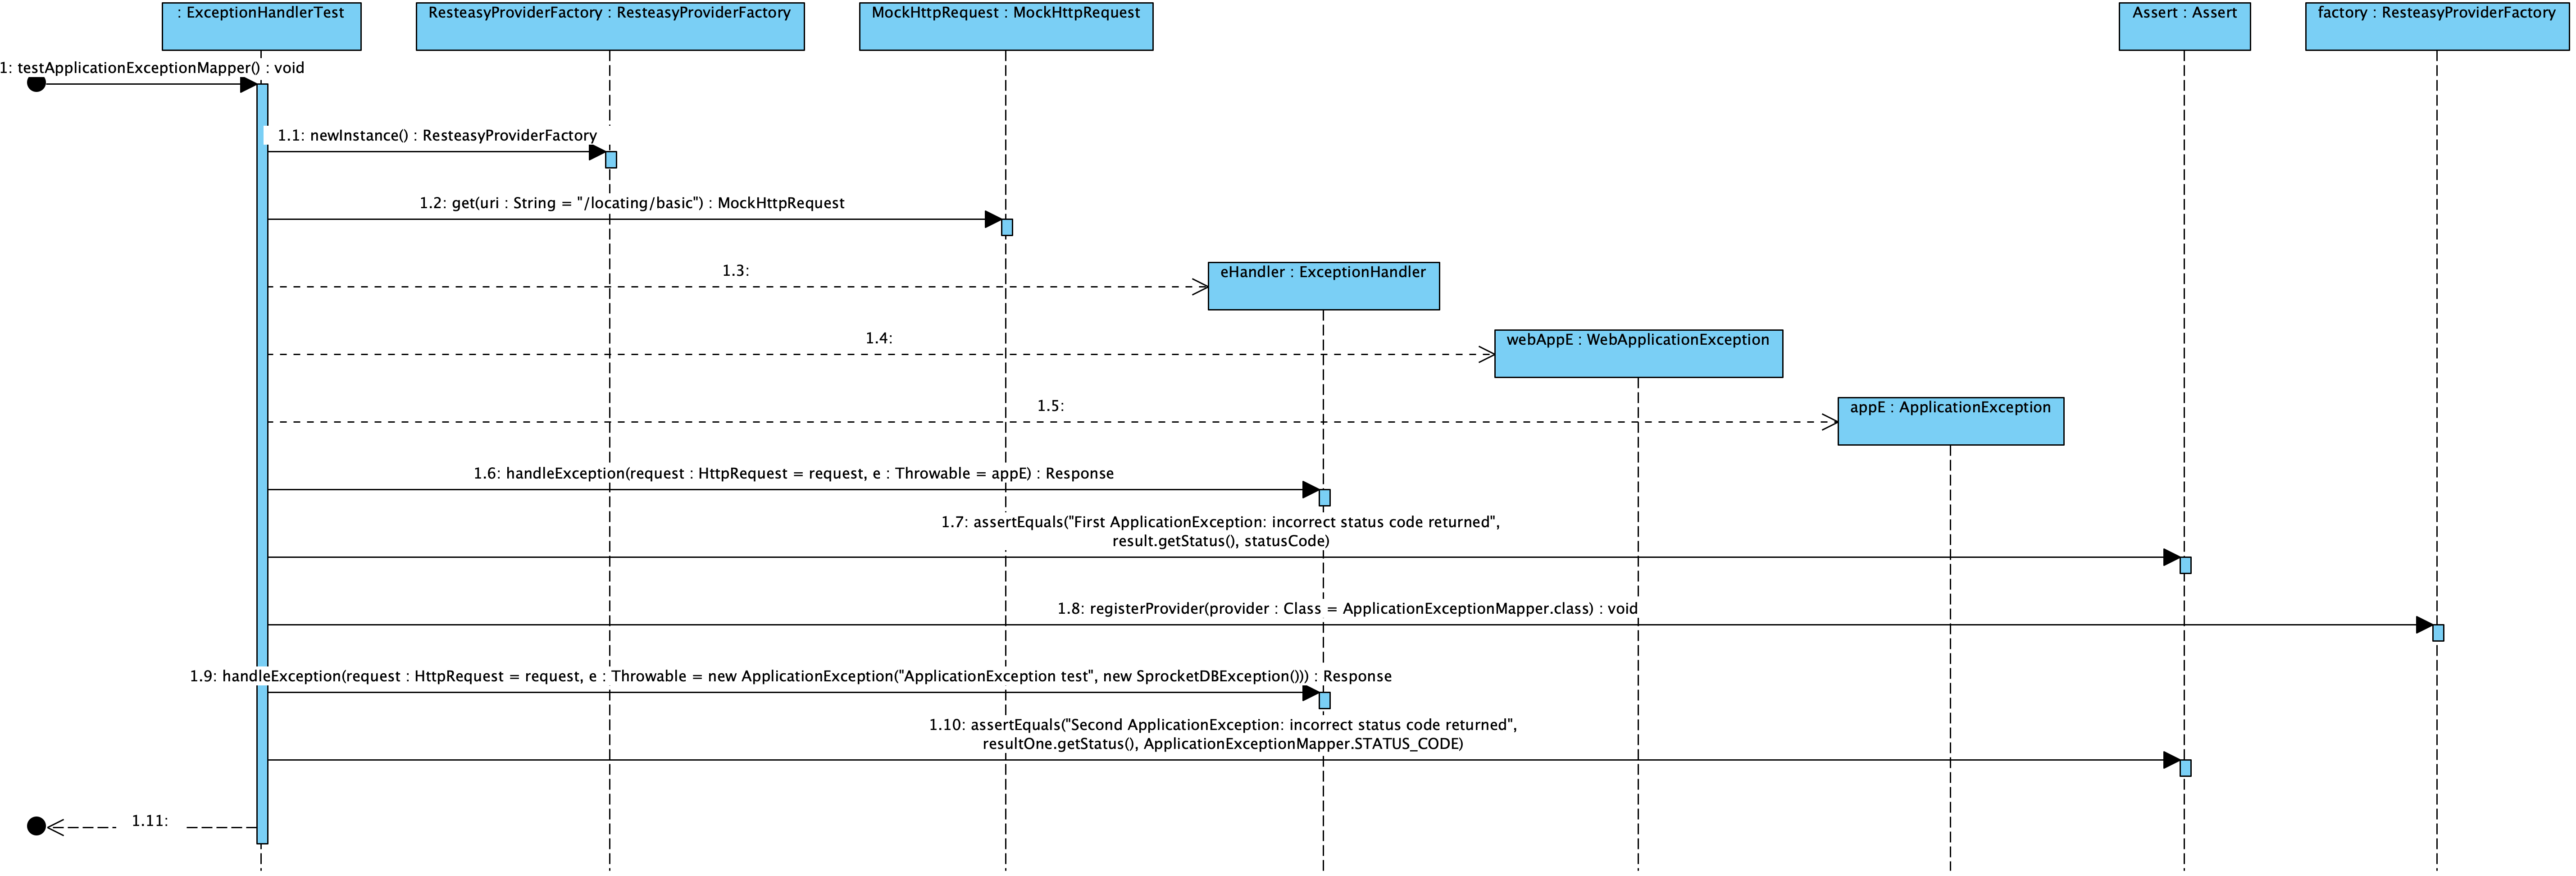 : ExceptionHandlerTest
ResteasyProviderFactory : ResteasyProviderFactory
MockHttpRequest : MockHttpRequest
Assert : Assert
factory : ResteasyProviderFactory
1: testApplicationExceptionMapper() : void
1.1: newInstance() : ResteasyProviderFactory
1.2: get(uri : String = "/locating/basic") : MockHttpRequest
1.3:
eHandler : ExceptionHandler
1.4:
webAppE : WebApplicationException
1.5:
appE : ApplicationException
1.6: handleException(request : HttpRequest = request, e : Throwable = appE) : Response
1.7: assertEquals("First ApplicationException: incorrect status code returned",
result.getStatus(), statusCode)
1.8: registerProvider(provider : Class = ApplicationExceptionMapper.class) : void
1.9: handleException(request : HttpRequest = request, e : Throwable = new ApplicationException("ApplicationException test", new SprocketDBException())) : Response
1.10: assertEquals("Second ApplicationException: incorrect status code returned",
resultOne.getStatus(), ApplicationExceptionMapper.STATUS_CODE)
1.11: